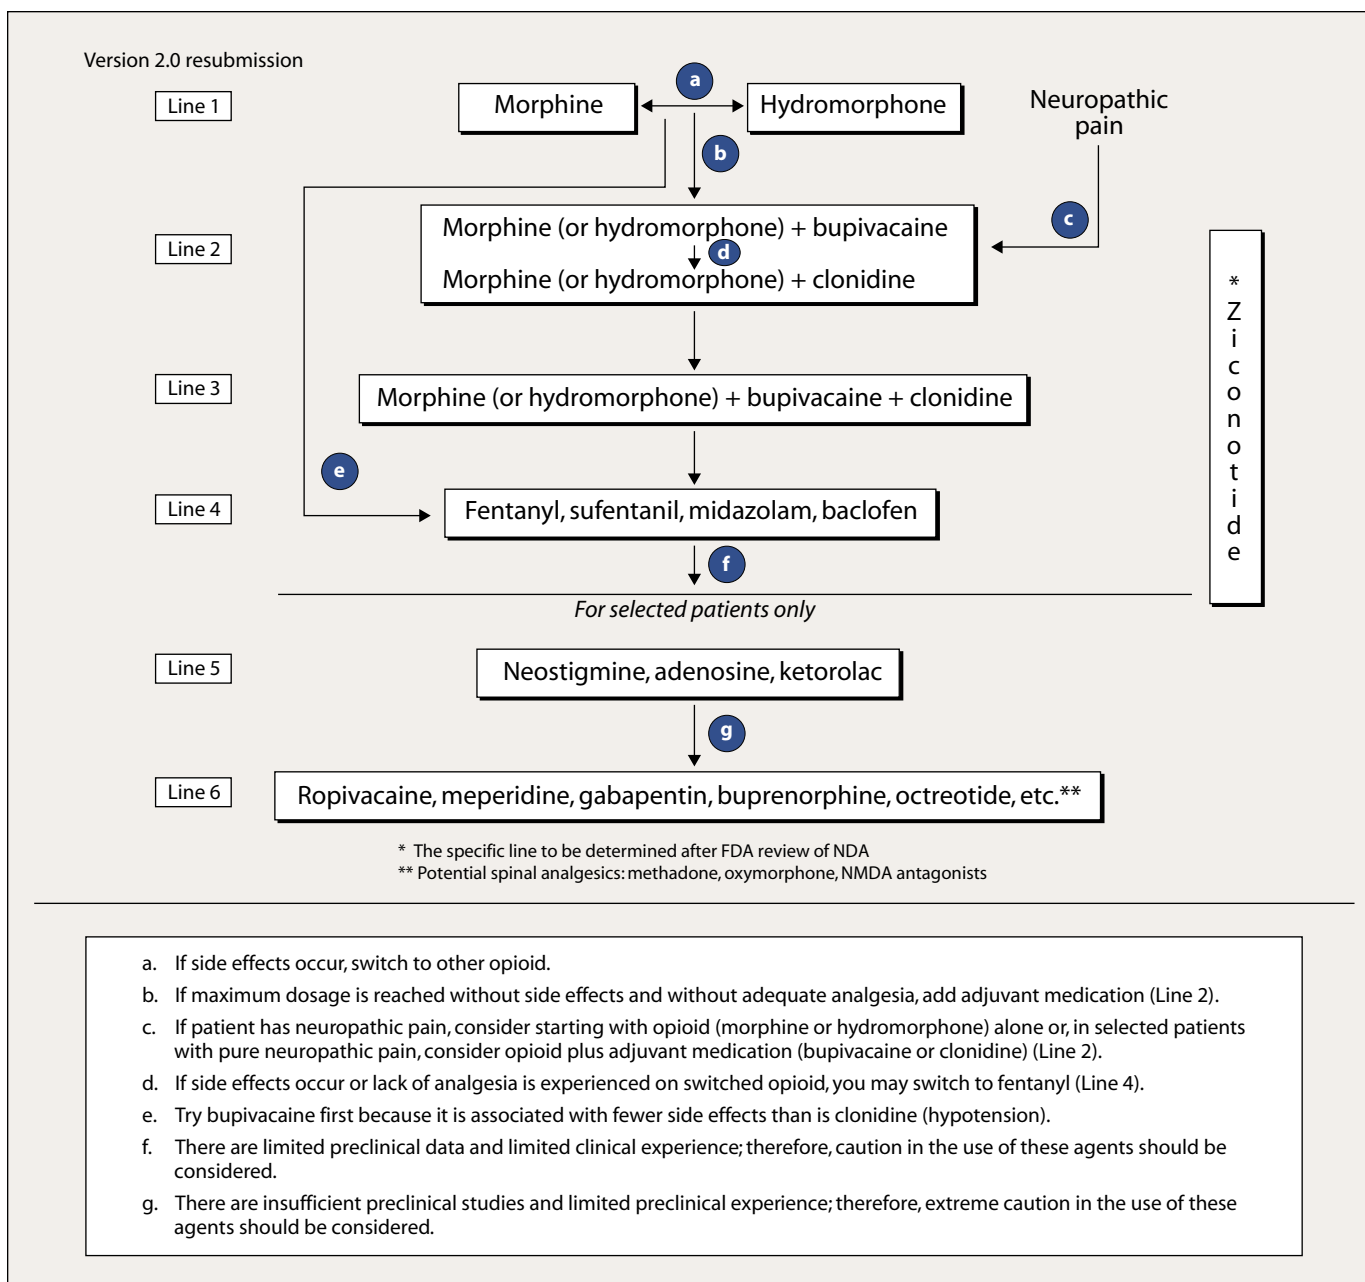 Version 2.0 resubmission
a
Line 1
Morphine
Hydromorphone
Neuropathic
pain
b
Line 2
Morphine (or hydromorphone) + bupivacaine
c
d
Morphine (or hydromorphone) + clonidine
* Ziconotide
Line 3
Morphine (or hydromorphone) + bupivacaine + clonidine
e
Line 4
Fentanyl, sufentanil, midazolam, baclofen
f
For selected patients only
Line 5
Neostigmine, adenosine, ketorolac
g
Line 6
Ropivacaine, meperidine, gabapentin, buprenorphine, octreotide, etc.**
* The specific line to be determined after FDA review of NDA
** Potential spinal analgesics: methadone, oxymorphone, NMDA antagonists
a. If side effects occur, switch to other opioid.
b. If maximum dosage is reached without side effects and without adequate analgesia, add adjuvant medication (Line 2).
c. If patient has neuropathic pain, consider starting with opioid (morphine or hydromorphone) alone or, in selected patients
with pure neuropathic pain, consider opioid plus adjuvant medication (bupivacaine or clonidine) (Line 2).
d. If side effects occur or lack of analgesia is experienced on switched opioid, you may switch to fentanyl (Line 4).
e. Try bupivacaine first because it is associated with fewer side effects than is clonidine (hypotension).
f. There are limited preclinical data and limited clinical experience; therefore, caution in the use of these agents should be
considered.
g. There are insufficient preclinical studies and limited preclinical experience; therefore, extreme caution in the use of these
agents should be considered.